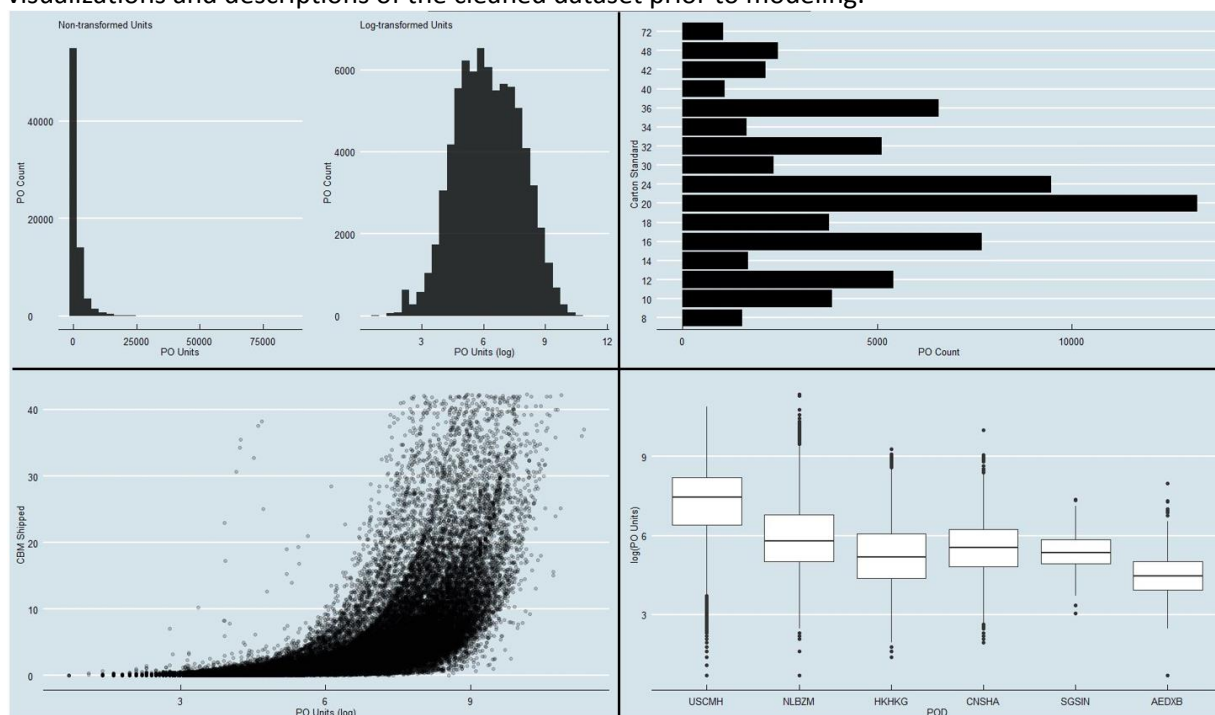 visualizations and descriptions of the cleaned dataset prior to modeling.
Non-transformed Units
PO Count
40000
20000
0
0 25000 50000 75000
PO Units
Log-transformed Units
PO Count
6000
4000
2000
0
3 6 9 12
PO Units (log)
Carton Standard
72
48
42
40
36
34
32
30
24
20
18
16
14
12
10
8
0 5000 10000
PO Count
CBM Shipped
40
30
20
10
0
3 6 9
PO Units (log)
log(PO Units)
9
6
3
USCMH NLBZM HKHKG CNSHA SGSIN AEDXB
POD